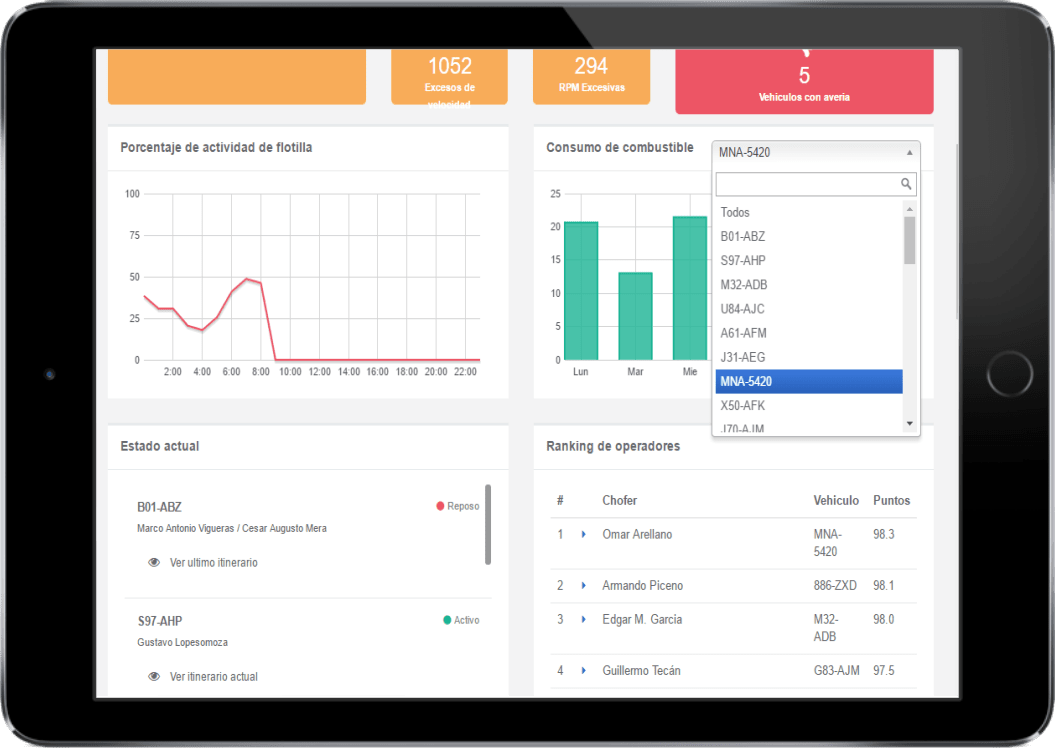 1052
Excesos de
velocidad
294
RPM Excesivas
5
Vehiculos con averia
Porcentaje de actividad de flotilla
100
75
50
25
0
2:00 4:00 6:00 8:00 10:00 12:00 14:00 16:00 18:00 20:00 22:00
Consumo de combustible
MNA-5420
Todos
B01-ABZ
S97-AHP
M32-ADB
U84-AJC
A61-AFM
J31-AEG
MNA-5420
X50-AFK
J70-AJM
25
20
15
10
5
0
Lun Mar Mie
Estado actual
B01-ABZ
Reposo
Marco Antonio Vigueras / Cesar Augusto Mera
Ver ultimo itinerario
S97-AHP
Activo
Gustavo Lopesomoza
Ver itinerario actual
Ranking de operadores
# Chofer Vehiculo Puntos
1 Omar Arellano MNA- 98.3
5420
2 Armando Piceno 886-ZXD 98.1
3 Edgar M. Garcia M32- 98.0
ADB
4 Guillermo Tecán G83-AJM 97.5